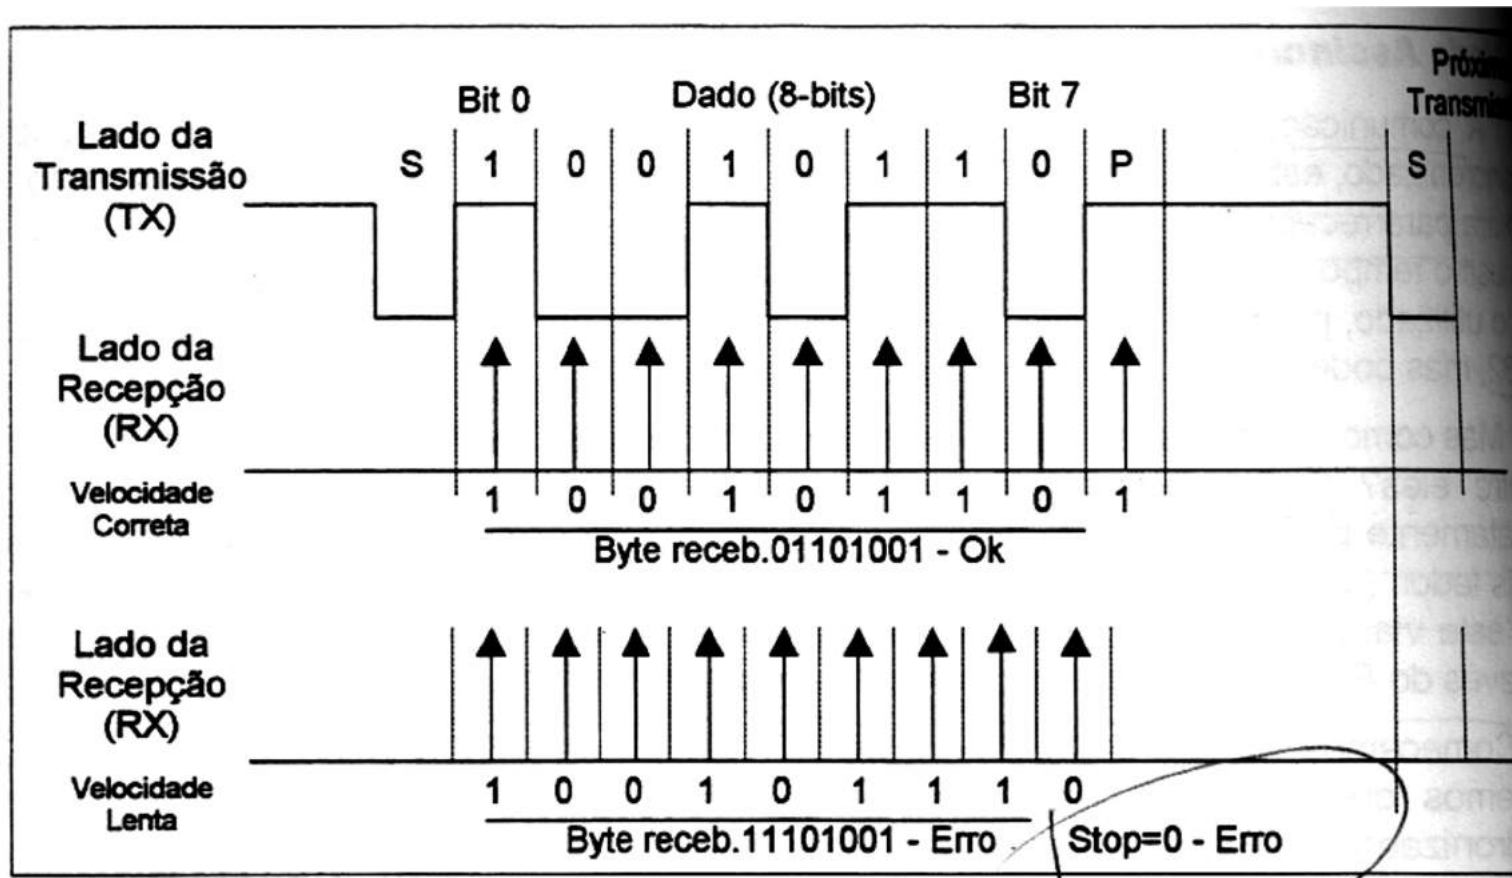 Próxim
Transmis
Bit 0 Dado (8-bits) Bit 7
Lado da
Transmissão
(TX)
S 1 0 0 1 0 1 1 0 P S
Lado da
Recepção
(RX)
Velocidade
Correta
1 0 0 1 0 1 1 0 1
Byte receb.01101001 - Ok
Lado da
Recepção
(RX)
Velocidade
Lenta
1 0 0 1 0 1 1 1 0
Byte receb.11101001 - Erro Stop=0 - Erro